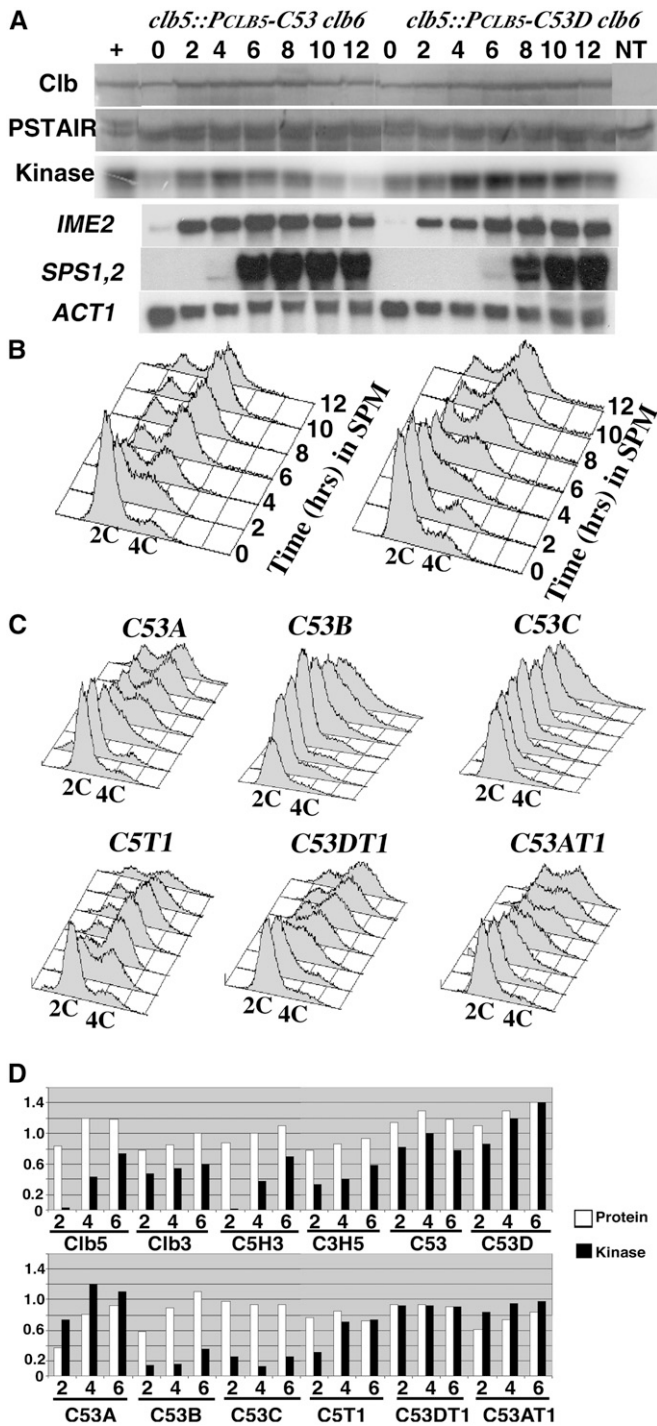 A
clb5::PCLB5-C53 clb6 clb5::PCLB5-C53D clb6
+ 0 2 4 6 8 10 12 0 2 4 6 8 10 12 NT
Clb
PSTAIR
Kinase
IME2
SPS1,2
ACT1
B
12
10
8
6
4
2
0
Time (hrs) in SPM
2C 4C
12
10
8
6
4
2
0
Time (hrs) in SPM
2C 4C
C
C53A C53B C53C
2C 4C 2C 4C 2C 4C
C5T1 C53DT1 C53AT1
2C 4C 2C 4C 2C 4C
D
1.4
1.0
0.6
0.2
0
2 4 6 2 4 6 2 4 6 2 4 6 2 4 6 2 4 6
Clb5 Clb3 C5H3 C3H5 C53 C53D
Protein
Kinase
1.4
1.0
0.6
0.2
0
2 4 6 2 4 6 2 4 6 2 4 6 2 4 6 2 4 6
C53A C53B C53C C5T1 C53DT1 C53AT1